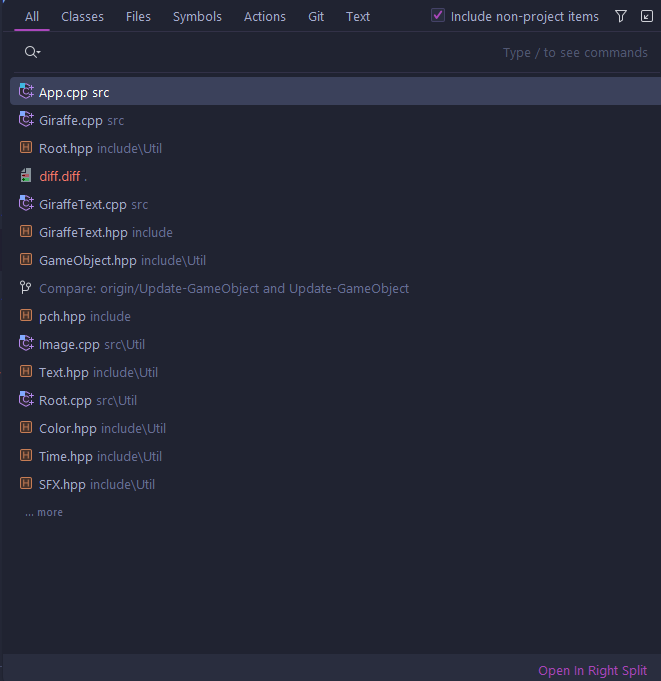 All Classes Files Symbols Actions Git Text Include non-project items
Type / to see commands
App.cpp src
Giraffe.cpp src
Root.hpp include\Util
diff.diff .
GiraffeText.cpp src
GiraffeText.hpp include
GameObject.hpp include\Util
Compare: origin/Update-GameObject and Update-GameObject
pch.hpp include
Image.cpp src\Util
Text.hpp include\Util
Root.cpp src\Util
Color.hpp include\Util
Time.hpp include\Util
SFX.hpp include\Util
... more
Open In Right Split